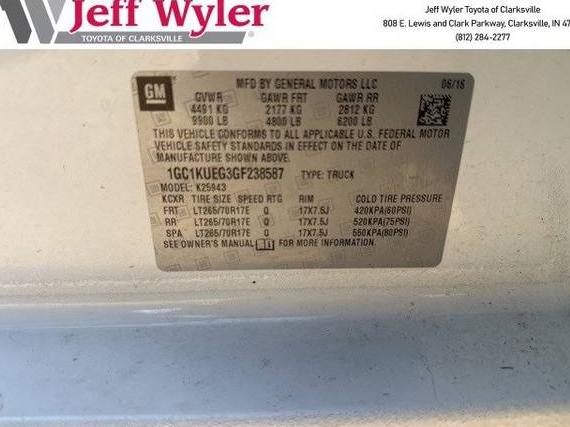 Jeff Wyler
TOYOTA OF CLARKSVILLE
Jeff Wyler Toyota of Clarksville
808 E. Lewis and Clark Parkway, Clarksville, IN 47
(812) 284-2277
GM
MFD BY GENERAL MOTORS LLC 06/16
GVWR GAWR FRT GAWR RR
4491 KG 2177 KG 2812 KG
9900 LB 4800 LB 6200 LB
THIS VEHICLE CONFORMS TO ALL APPLICABLE U.S. FEDERAL MOTOR
VEHICLE SAFETY STANDARDS IN EFFECT ON THE DATE OF
MANUFACTURE SHOWN ABOVE.
1GC1KUEG3GF238587 TYPE: TRUCK
MODEL: K25943
KCXR TIRE SIZE SPEED RTG RIM COLD TIRE PRESSURE
FRT LT265/70R17E Q 17X7.5J 420KPA(60PSI)
RR LT265/70R17E Q 17X7.5J 520KPA(75PSI)
SPA LT265/70R17E Q 17X7.5J 550KPA(80PSI)
SEE OWNER'S MANUAL FOR MORE INFORMATION.